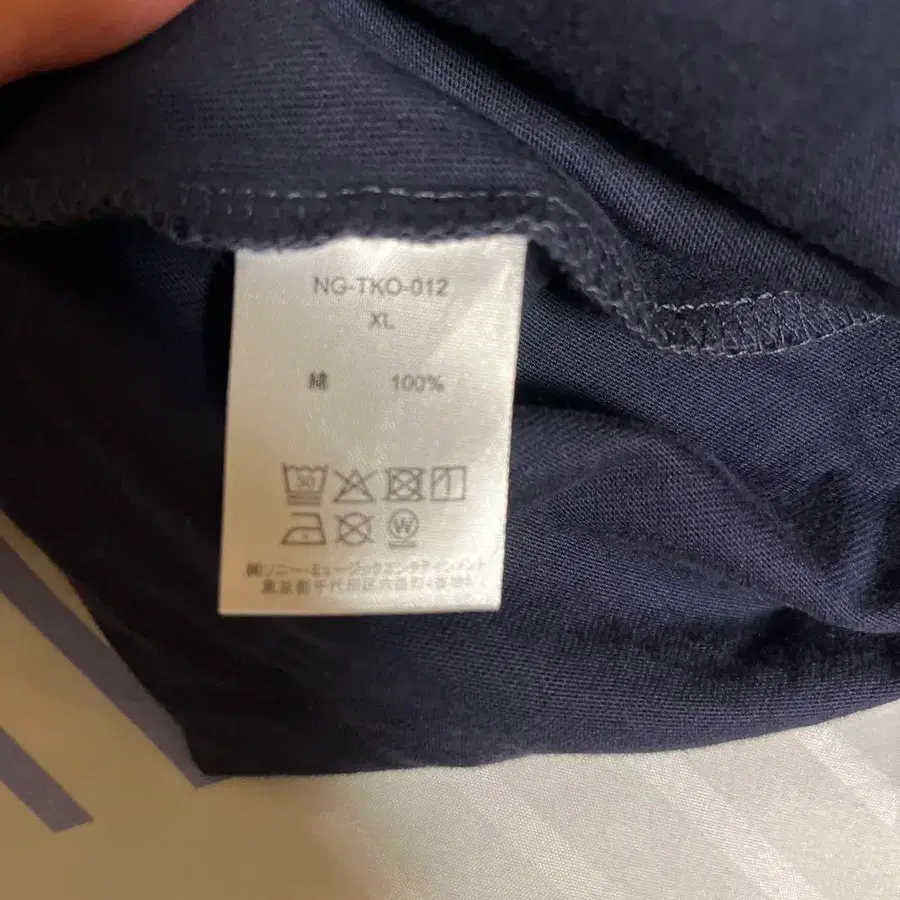 NG-TKO-012
XL
綿 100%
30
W
㈱ソニー・ミュージックエンタテインメント
東京都千代田区六番町4番地5